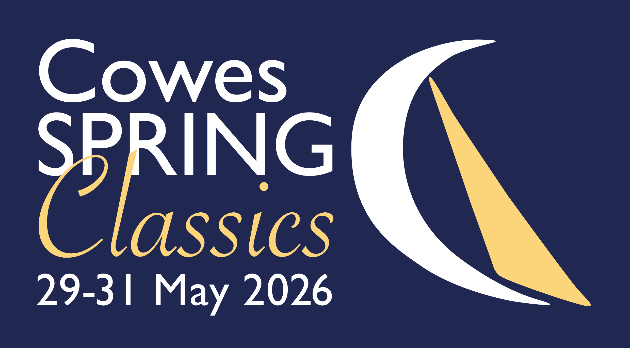 Cowes
SPRING
Classics
29-31 May 2026